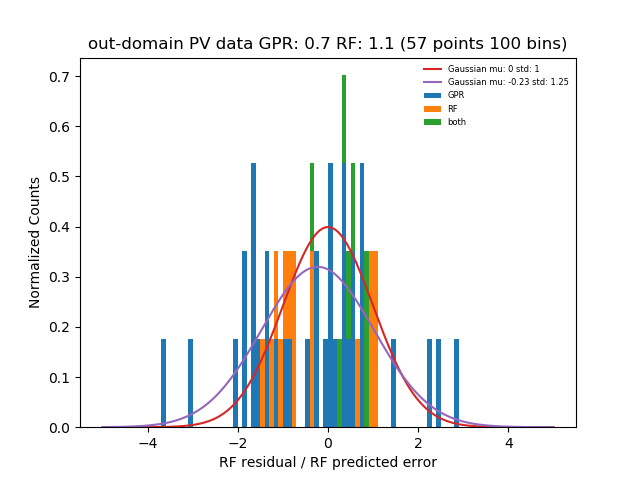 out-domain PV data GPR: 0.7 RF: 1.1 (57 points 100 bins)
Gaussian mu: 0 std: 1
Gaussian mu: -0.23 std: 1.25
GPR
RF
both
Normalized Counts
0.7
0.6
0.5
0.4
0.3
0.2
0.1
0.0
−4 −2 0 2 4
RF residual / RF predicted error